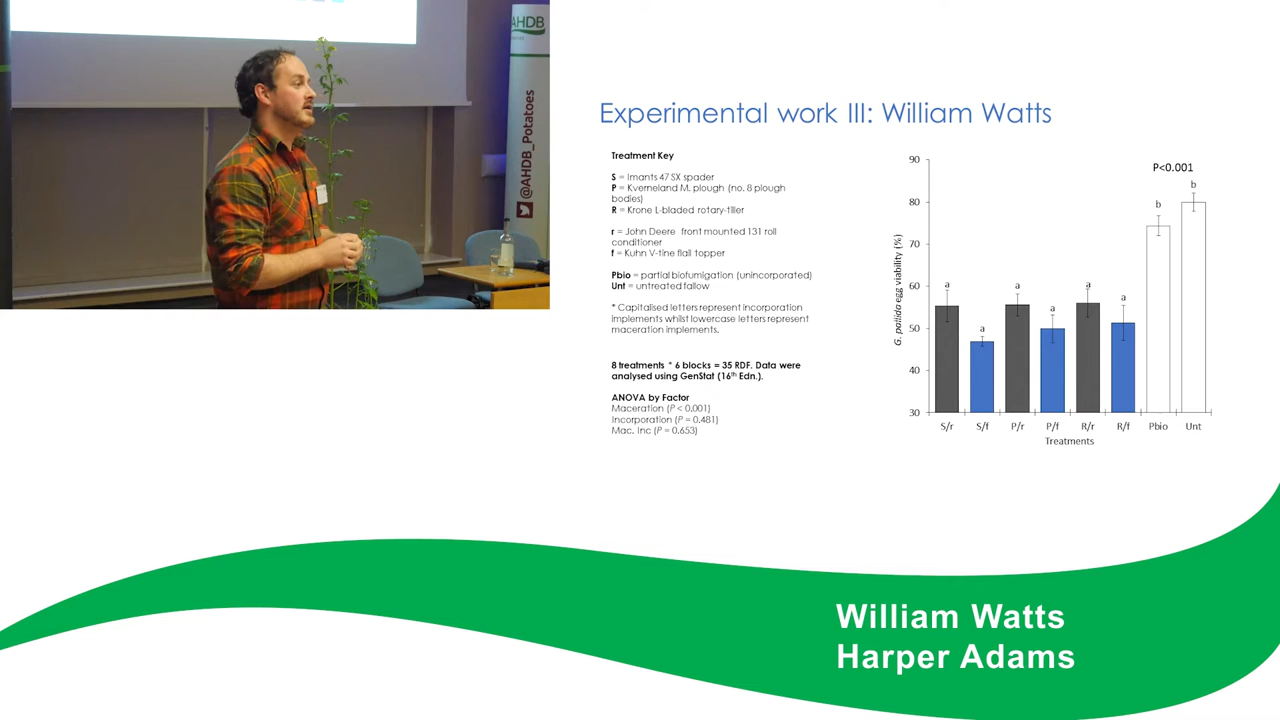 AHDB
@AHDB_Potatoes
Experimental work III: William Watts
Treatment Key
S = Imants 47 SX spader
P = Kverneland M. plough (no. 8 plough
bodies)
R = Krone L-bladed rotary-tiller
r = John Deere front mounted 131 roll
conditioner
f = Kuhn V-tine flail topper
Pbio = partial biofumigation (unincorporated)
Unt = untreated fallow
* Capitalised letters represent incorporation
implements whilst lowercase letters represent
maceration implements.
8 treatments * 6 blocks = 35 RDF. Data were
analysed using GenStat (16th Edn.).
ANOVA by Factor
Maceration (P < 0.001)
Incorporation (P = 0.481)
Mac. Inc (P = 0.653)
P<0.001
G. pallida egg viability (%)
90
80
70
60
50
40
30
a a a a a a b b
S/r S/f P/r P/f R/r R/f Pbio Unt
Treatments
William Watts
Harper Adams